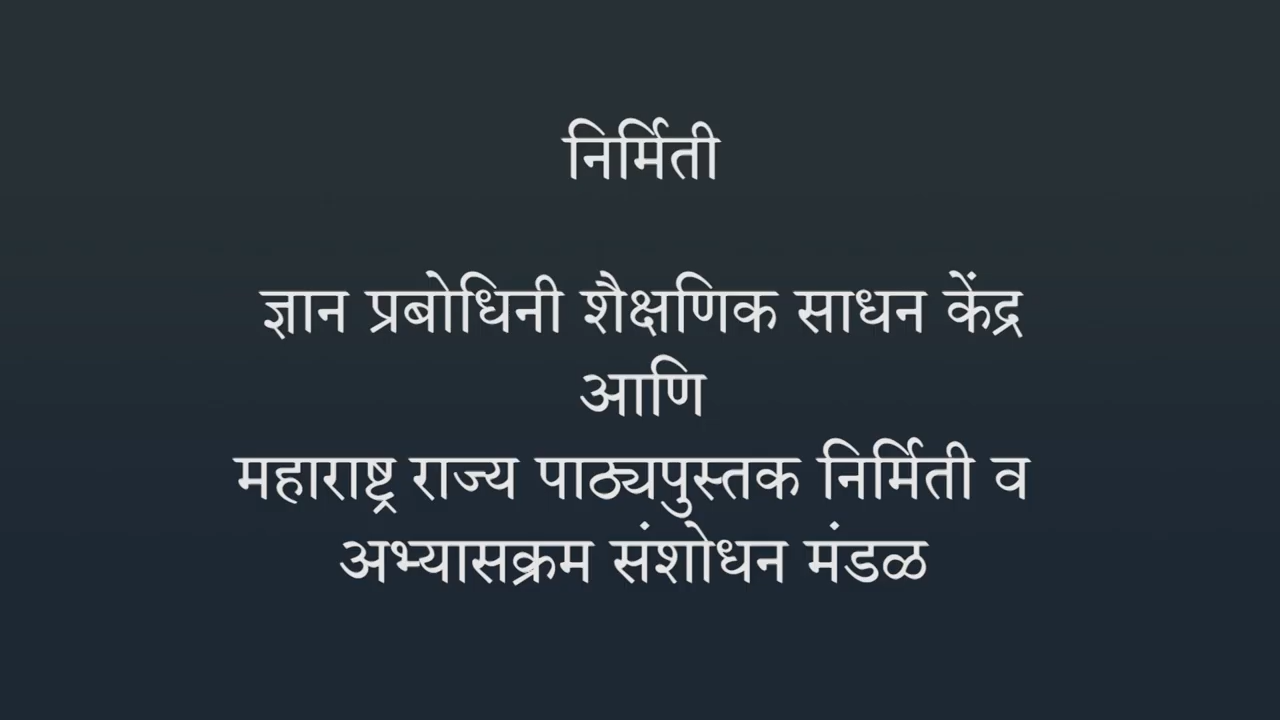 निर्मिती
ज्ञान प्रबोधिनी शैक्षणिक साधन केंद्र
आणि
महाराष्ट्र राज्य पाठ्यपुस्तक निर्मिती व
अभ्यासक्रम संशोधन मंडळ